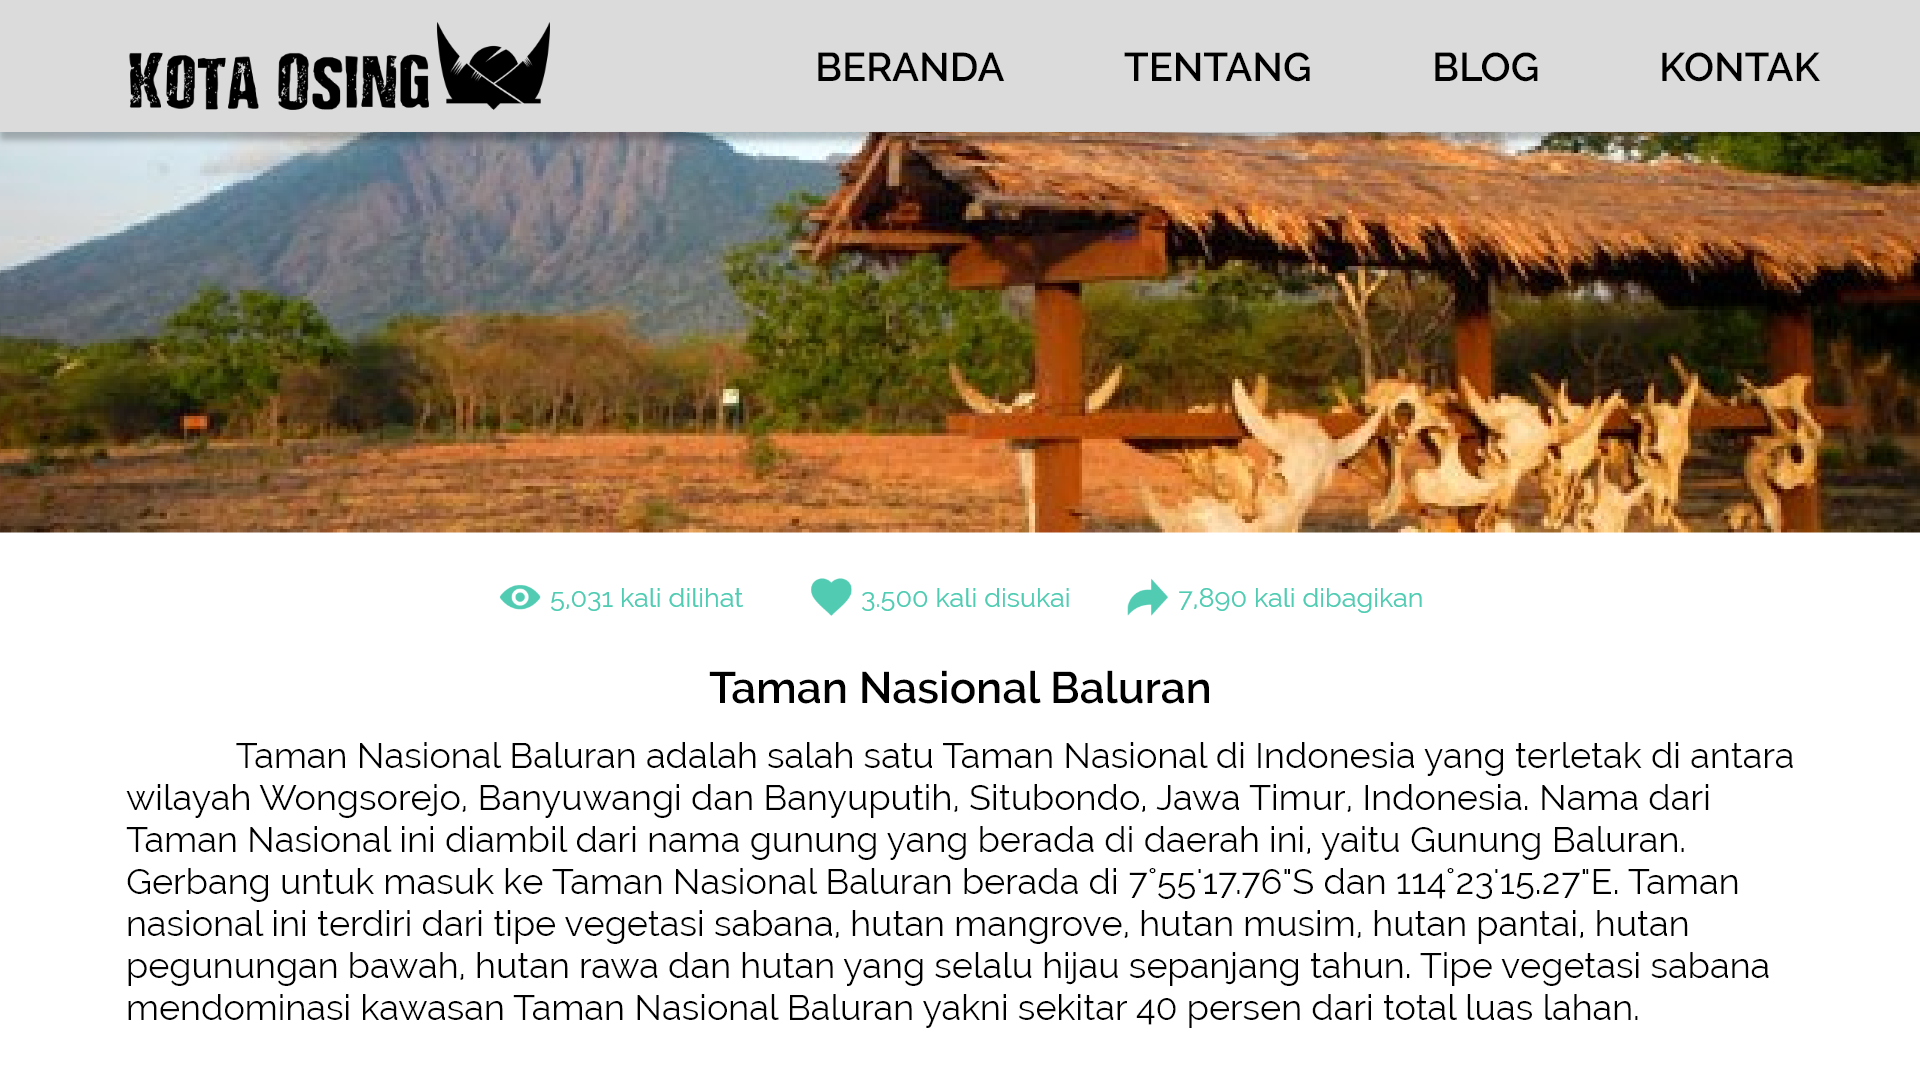 KOTA OSING
BERANDA
TENTANG
BLOG
KONTAK
5,031 kali dilihat
3.500 kali disukai
7,890 kali dibagikan
Taman Nasional Baluran
Taman Nasional Baluran adalah salah satu Taman Nasional di Indonesia yang terletak di antara
wilayah Wongsorejo, Banyuwangi dan Banyuputih, Situbondo, Jawa Timur, Indonesia. Nama dari
Taman Nasional ini diambil dari nama gunung yang berada di daerah ini, yaitu Gunung Baluran.
Gerbang untuk masuk ke Taman Nasional Baluran berada di 7°55'17.76"S dan 114°23'15.27"E. Taman
nasional ini terdiri dari tipe vegetasi sabana, hutan mangrove, hutan musim, hutan pantai, hutan
pegunungan bawah, hutan rawa dan hutan yang selalu hijau sepanjang tahun. Tipe vegetasi sabana
mendominasi kawasan Taman Nasional Baluran yakni sekitar 40 persen dari total luas lahan.